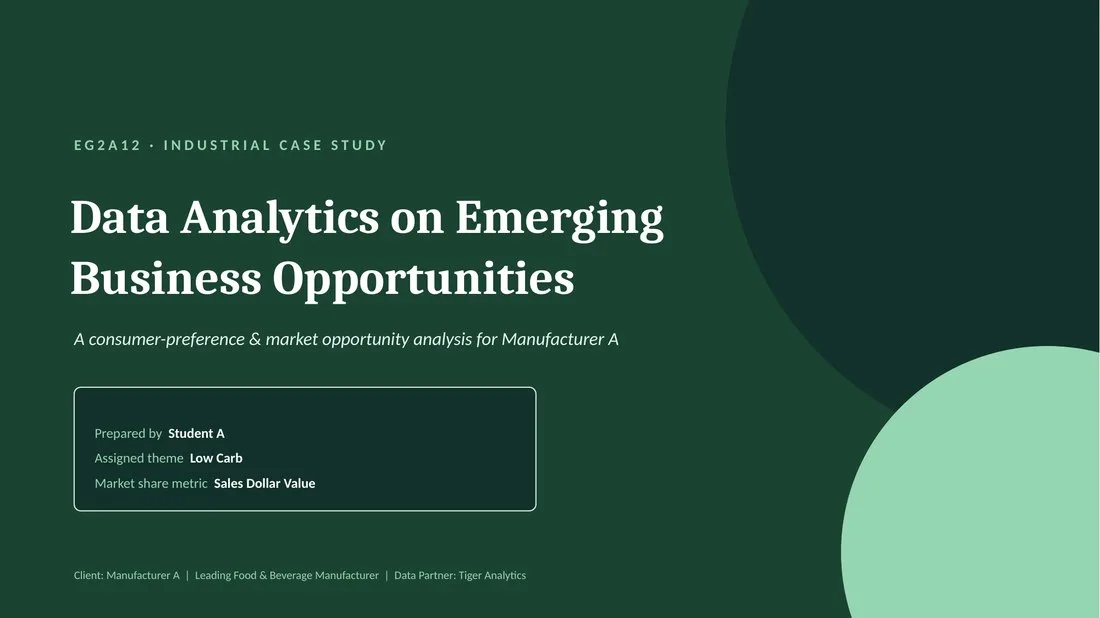 EG2A12 · INDUSTRIAL CASE STUDY
Data Analytics on Emerging
Business Opportunities
A consumer-preference & market opportunity analysis for Manufacturer A
Prepared by Student A
Assigned theme Low Carb
Market share metric Sales Dollar Value
Client: Manufacturer A | Leading Food & Beverage Manufacturer | Data Partner: Tiger Analytics